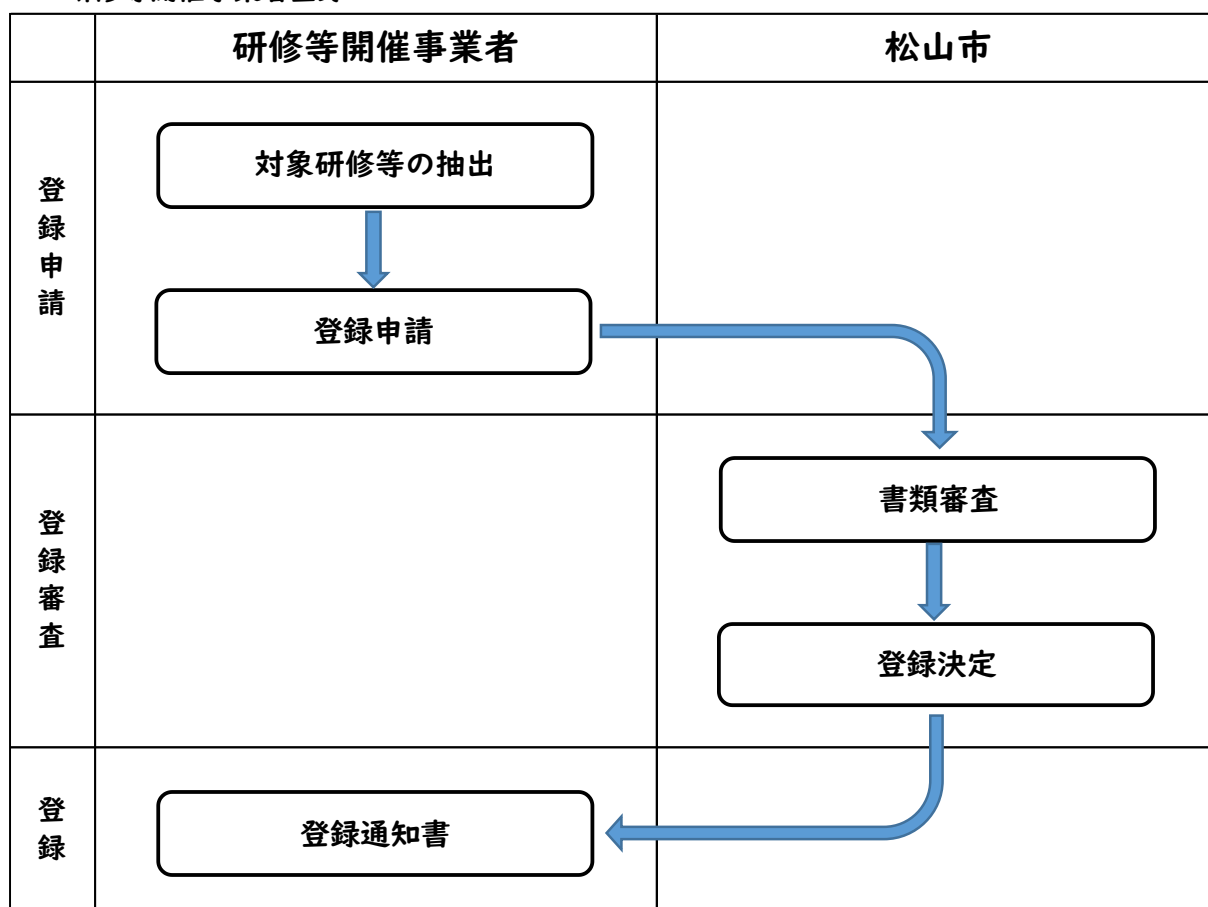 研修等開催事業者
松山市
登録申請
対象研修等の抽出
登録申請
登録審査
書類審査
登録決定
登録
登録通知書